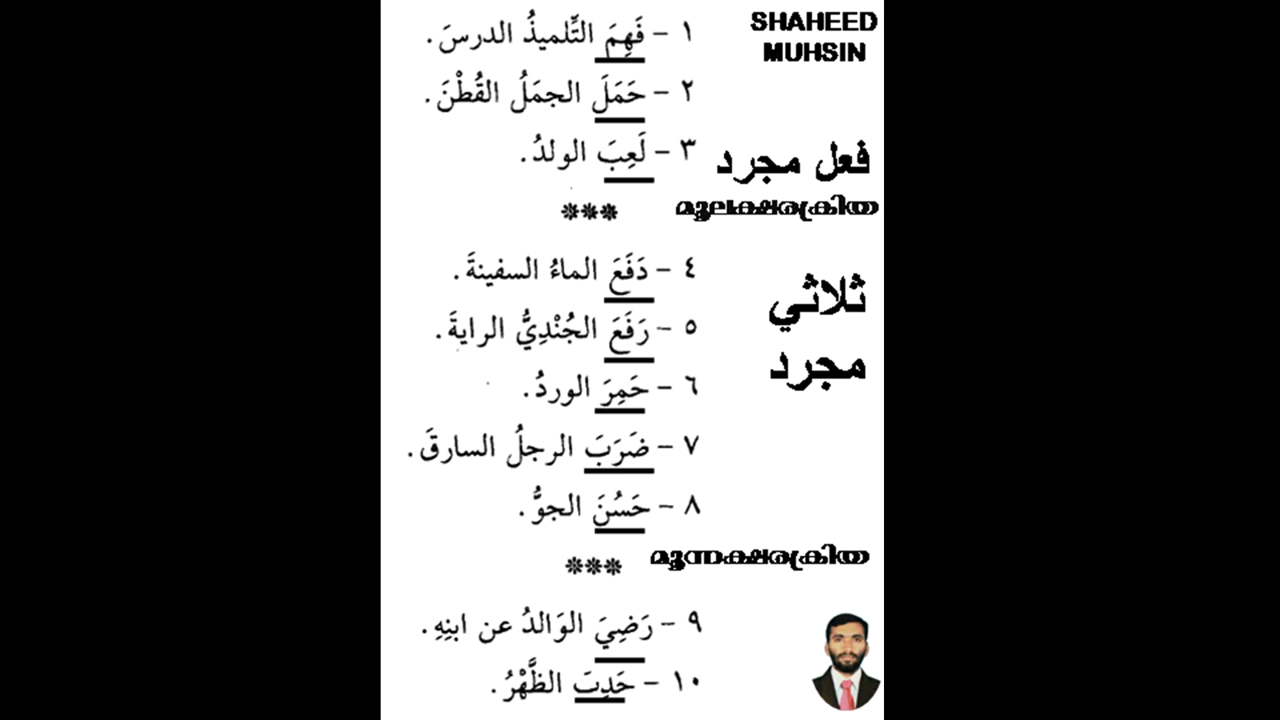 SHAHEED
MUHSIN
١ – فَهِمَ التِّلميذُ الدرسَ.
٢ – حَمَلَ الجمَلُ القُطْنَ.
٣ – لَعِبَ الولدُ.
فعل مجرد
മൂലക്ഷരക്രിത
***
٤ – دَفَعَ الماءُ السفينةَ.
ثلاثي
٥ – رَفَعَ الجُنْدِيُّ الرايةَ.
مجرد
٦ – حَمِرَ الوردُ.
٧ – ضَرَبَ الرجلُ السارقَ.
٨ – حَسُنَ الجوُّ.
മൂന്നക്ഷരക്രിത
***
٩ – رَضِيَ الوَالدُ عن ابنِهِ.
١٠ – حَدِبَ الظَّهْرُ.